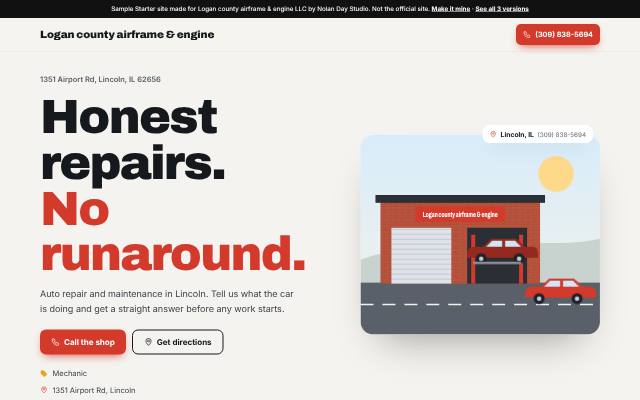 Sample Starter site made for Logan county airframe & engine LLC by Nolan Day Studio. Not the official site. Make it mine · See all 3 versions
Logan county airframe & engine
(309) 838-5694
1351 Airport Rd, Lincoln, IL 62656
Honest
repairs.
No
runaround.
Lincoln, IL (309) 838-5694
Logan county airframe & engine
Auto repair and maintenance in Lincoln. Tell us what the car
is doing and get a straight answer before any work starts.
Call the shop
Get directions
Mechanic
1351 Airport Rd, Lincoln